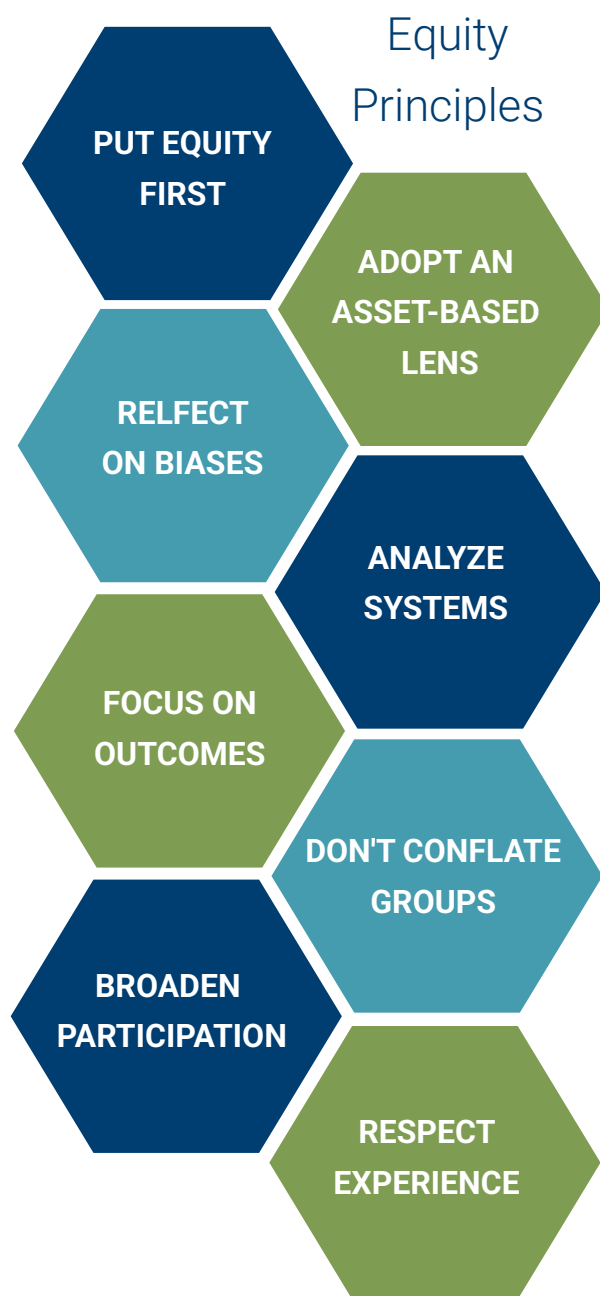 Equity
Principles
PUT EQUITY
FIRST
ADOPT AN
ASSET-BASED
LENS
RELFECT
ON BIASES
ANALYZE
SYSTEMS
FOCUS ON
OUTCOMES
DON'T CONFLATE
GROUPS
BROADEN
PARTICIPATION
RESPECT
EXPERIENCE